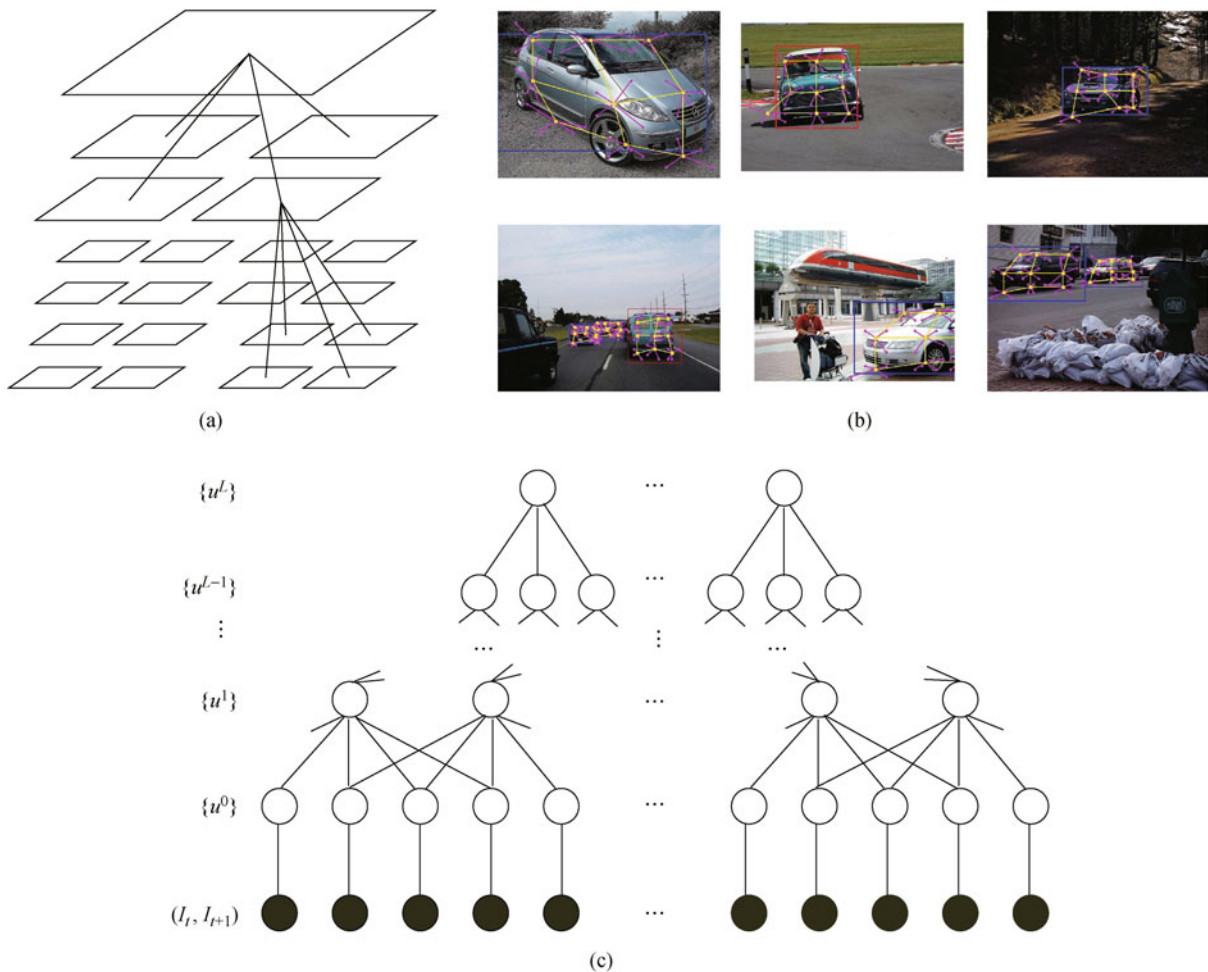 (a)
(b)
{u^L}
...
...
{u^{L−1}}
...
⋮
⋮
...
...
{u^1}
...
{u^0}
...
(I_t, I_{t+1})
...
(c)